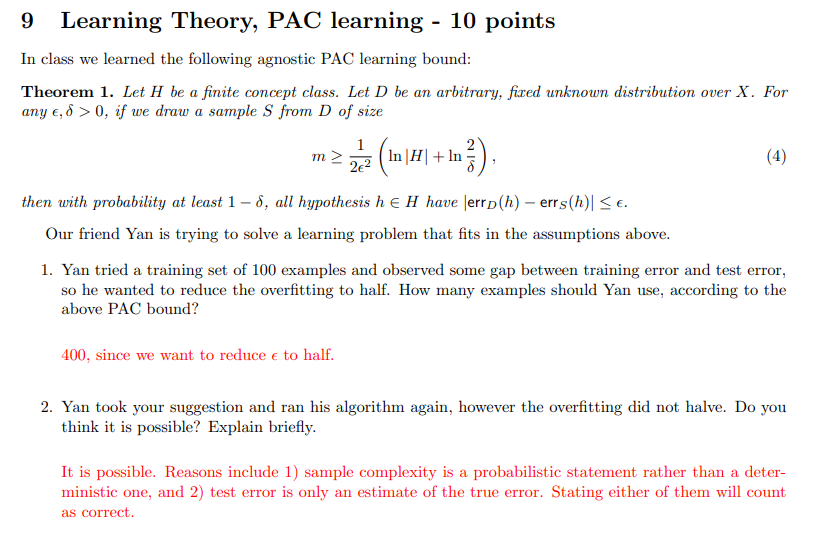 9 Learning Theory, PAC learning - 10 points
In class we learned the following agnostic PAC learning bound:
Theorem 1. Let H be a finite concept class. Let D be an arbitrary, fixed unknown distribution over X. For
any ϵ, δ > 0, if we draw a sample S from D of size
m ≥ 1/(2ϵ²) (ln |H| + ln 2/δ), (4)
then with probability at least 1 − δ, all hypothesis h ∈ H have |err_D(h) − err_S(h)| ≤ ϵ.
Our friend Yan is trying to solve a learning problem that fits in the assumptions above.
1. Yan tried a training set of 100 examples and observed some gap between training error and test error,
so he wanted to reduce the overfitting to half. How many examples should Yan use, according to the
above PAC bound?
400, since we want to reduce ϵ to half.
2. Yan took your suggestion and ran his algorithm again, however the overfitting did not halve. Do you
think it is possible? Explain briefly.
It is possible. Reasons include 1) sample complexity is a probabilistic statement rather than a deter-
ministic one, and 2) test error is only an estimate of the true error. Stating either of them will count
as correct.